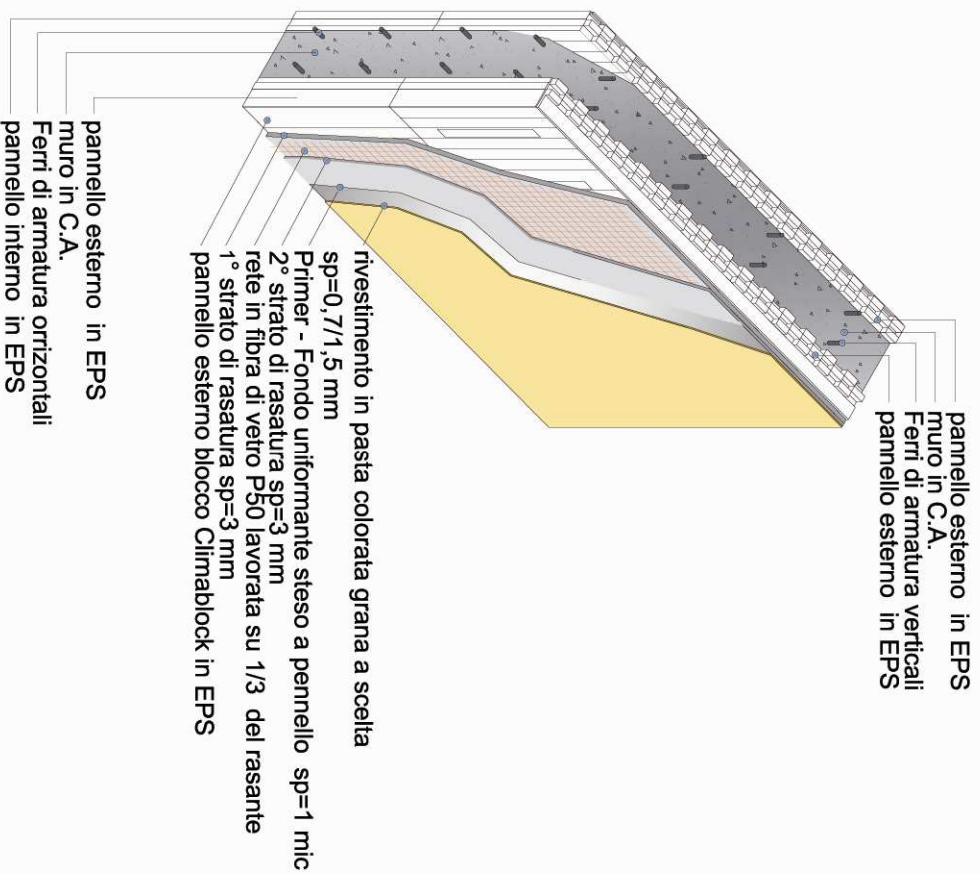 pannello esterno in EPS
muro in C.A.
Ferri di armatura verticali
pannello esterno in EPS
rivestimento in pasta colorata grana a scelta
sp=0,7/1,5 mm
Primer - Fondo uniformante steso a pennello sp=1 mic
2° strato di rasatura sp=3 mm
rete in fibra di vetro P50 lavorata su 1/3 del rasante
1° strato di rasatura sp=3 mm
pannello esterno blocco Climablock in EPS
pannello esterno in EPS
muro in C.A.
Ferri di armatura orrizontali
pannello interno in EPS